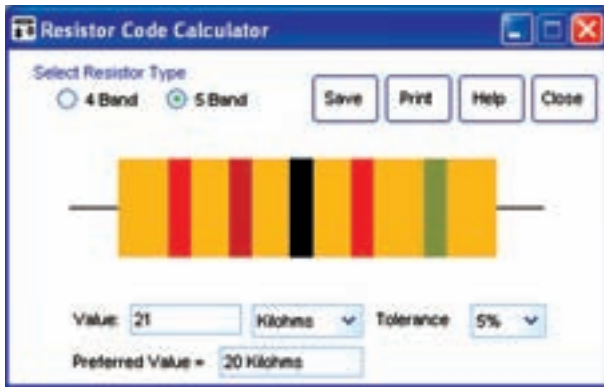 Resistor Code Calculator
Select Resistor Type
4 Band 5 Band Save Print Help Close
Value: 21 Kilohms Tolerance 5%
Preferred Value = 20 Kilohms